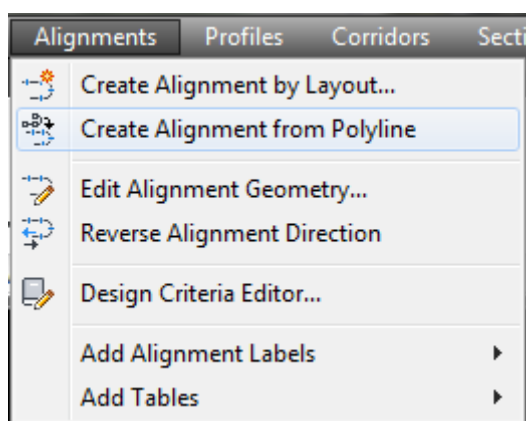 Alignments Profiles Corridors Secti
Create Alignment by Layout...
Create Alignment from Polyline
Edit Alignment Geometry...
Reverse Alignment Direction
Design Criteria Editor...
Add Alignment Labels
Add Tables